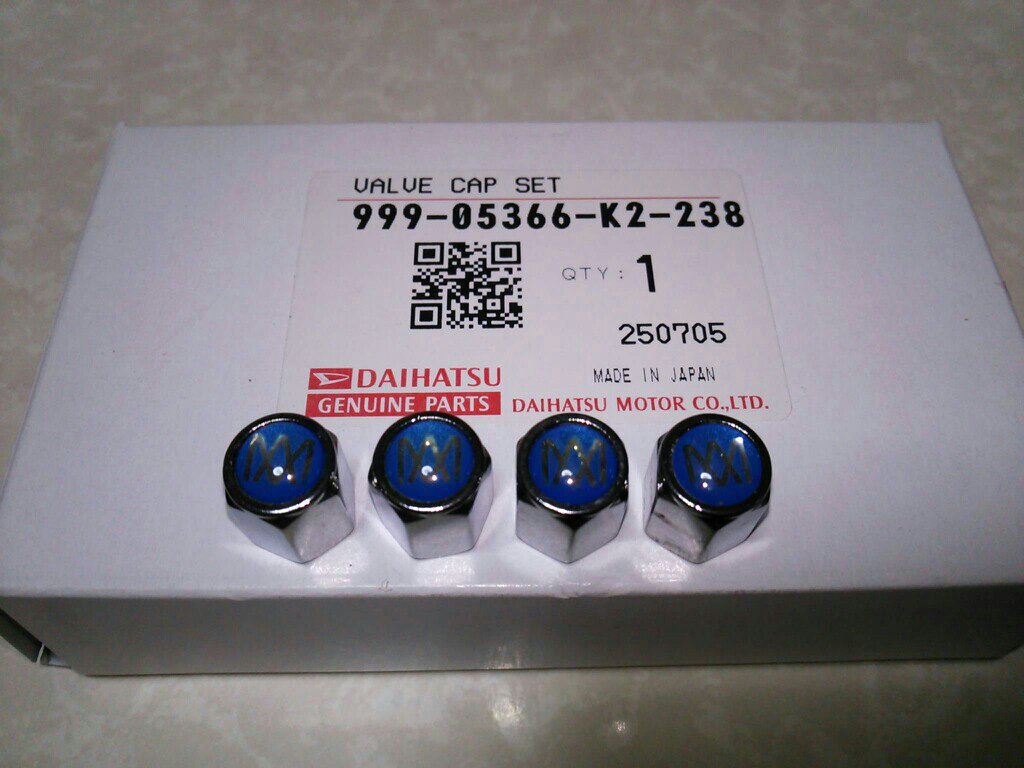 VALVE CAP SET
999-05366-K2-238
QTY: 1
250705
DAIHATSU
MADE IN JAPAN
GENUINE PARTS
DAIHATSU MOTOR CO.,LTD.